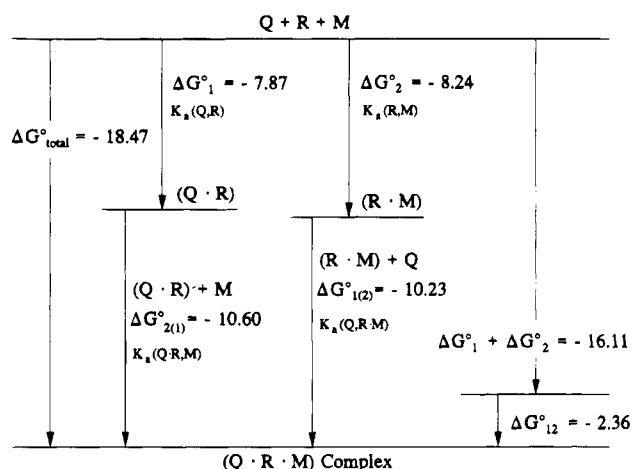 Q + R + M
ΔG°₁ = - 7.87
Kₐ(Q,R)
ΔG°₂ = - 8.24
Kₐ(R,M)
ΔG°total = - 18.47
(Q · R)
(R · M)
(Q · R) + M
ΔG°₂₍₁₎= - 10.60
Kₐ(Q·R,M)
(R · M) + Q
ΔG°₁₍₂₎= - 10.23
Kₐ(Q,R·M)
ΔG°₁ + ΔG°₂ = - 16.11
ΔG°₁₂ = - 2.36
(Q · R · M) Complex